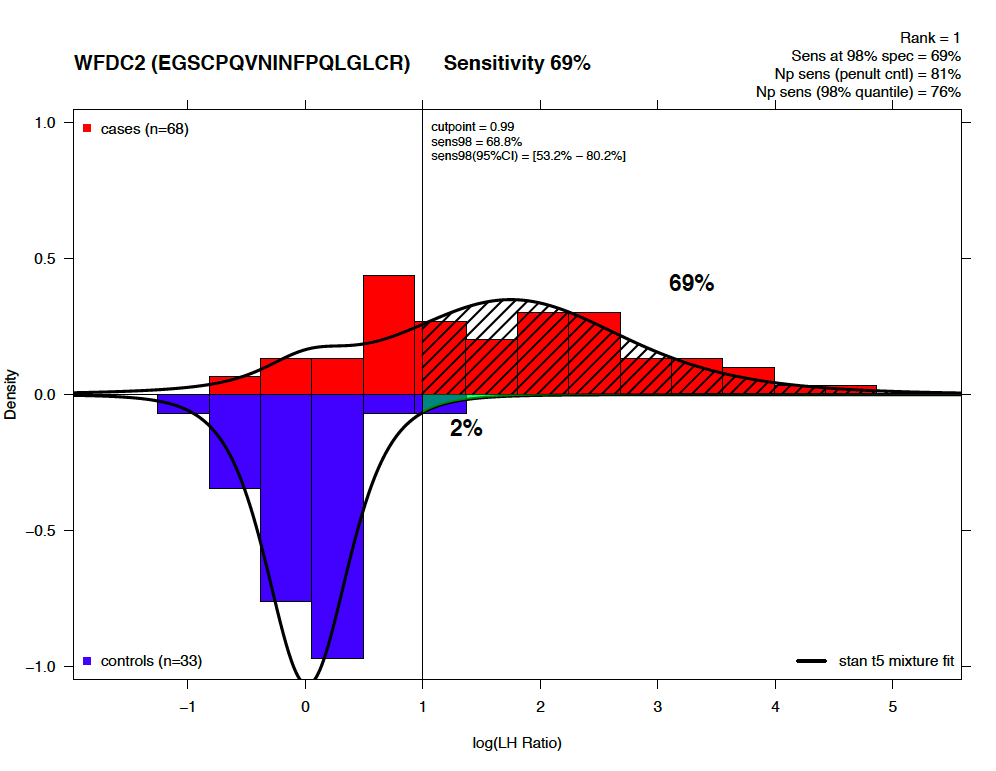 WFDC2 (EGSCPQVNINFPQLGLCR) Sensitivity 69%
Rank = 1
Sens at 98% spec = 69%
Np sens (penult cntl) = 81%
Np sens (98% quantile) = 76%
cases (n=68)
cutpoint = 0.99
sens98 = 68.8%
sens98(95%CI) = [53.2% − 80.2%]
69%
2%
controls (n=33)
stan t5 mixture fit
1.0
0.5
0.0
−0.5
−1.0
Density
−1 0 1 2 3 4 5
log(LH Ratio)